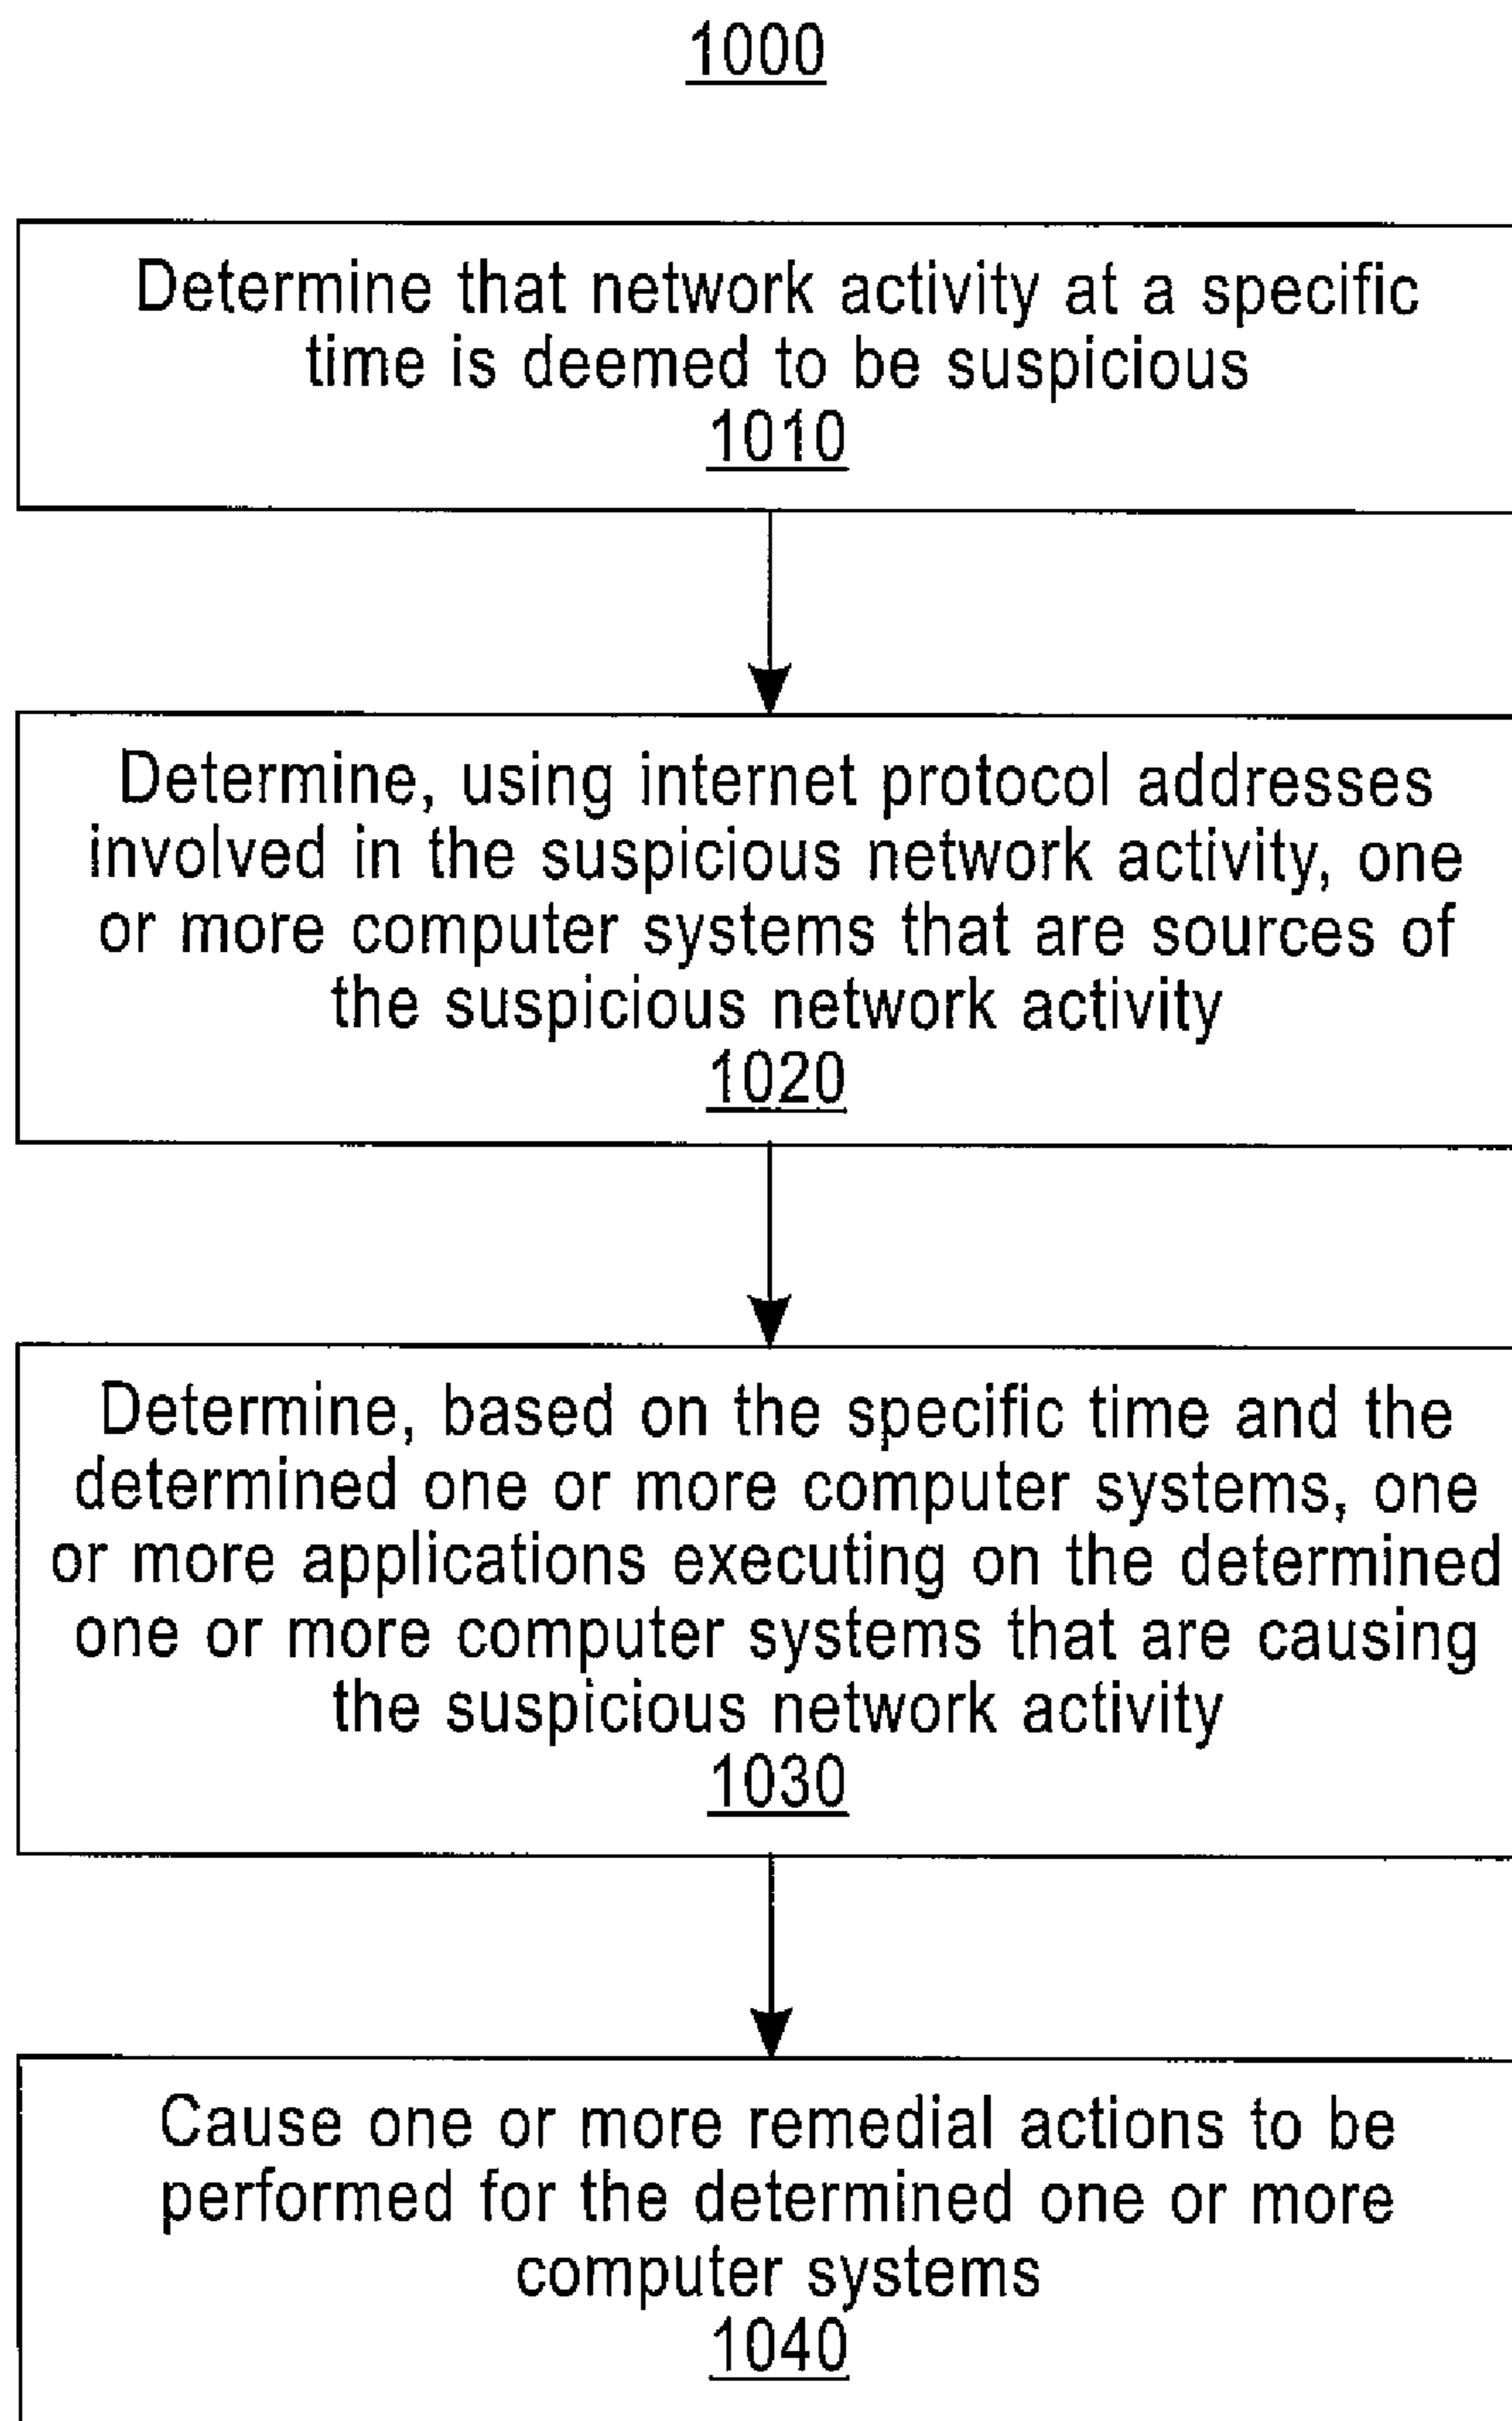 1000
Determine that network activity at a specific
time is deemed to be suspicious
1010
Determine, using internet protocol addresses
involved in the suspicious network activity, one
or more computer systems that are sources of
the suspicious network activity
1020
Determine, based on the specific time and the
determined one or more computer systems, one
or more applications executing on the determined
one or more computer systems that are causing
the suspicious network activity
1030
Cause one or more remedial actions to be
performed for the determined one or more
computer systems
1040